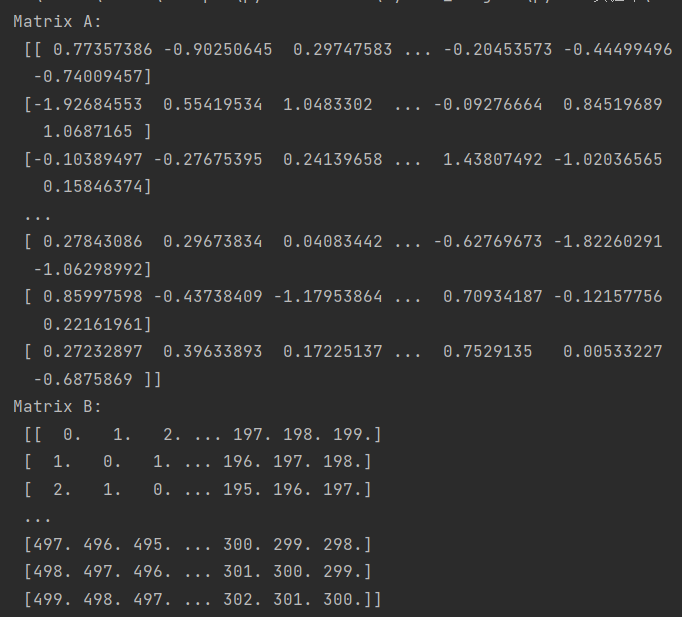 Matrix A:
[[ 0.77357386 -0.90250645  0.29747583 ... -0.20453573 -0.44499496
-0.74009457]
[-1.92684553  0.55419534  1.0483302  ... -0.09276664  0.84519689
1.0687165 ]
[-0.10389497 -0.27675395  0.24139658 ...  1.43807492 -1.02036565
0.15846374]
...
[ 0.27843086  0.29673834  0.04083442 ... -0.62769673 -1.82260291
-1.06298992]
[ 0.85997598 -0.43738409 -1.17953864 ...  0.70934187 -0.12157756
0.22161961]
[ 0.27232897  0.39633893  0.17225137 ...  0.7529135   0.00533227
-0.6875869 ]]
Matrix B:
[[  0.   1.   2. ... 197. 198. 199.]
[  1.   0.   1. ... 196. 197. 198.]
[  2.   1.   0. ... 195. 196. 197.]
...
[497. 496. 495. ... 300. 299. 298.]
[498. 497. 496. ... 301. 300. 299.]
[499. 498. 497. ... 302. 301. 300.]]